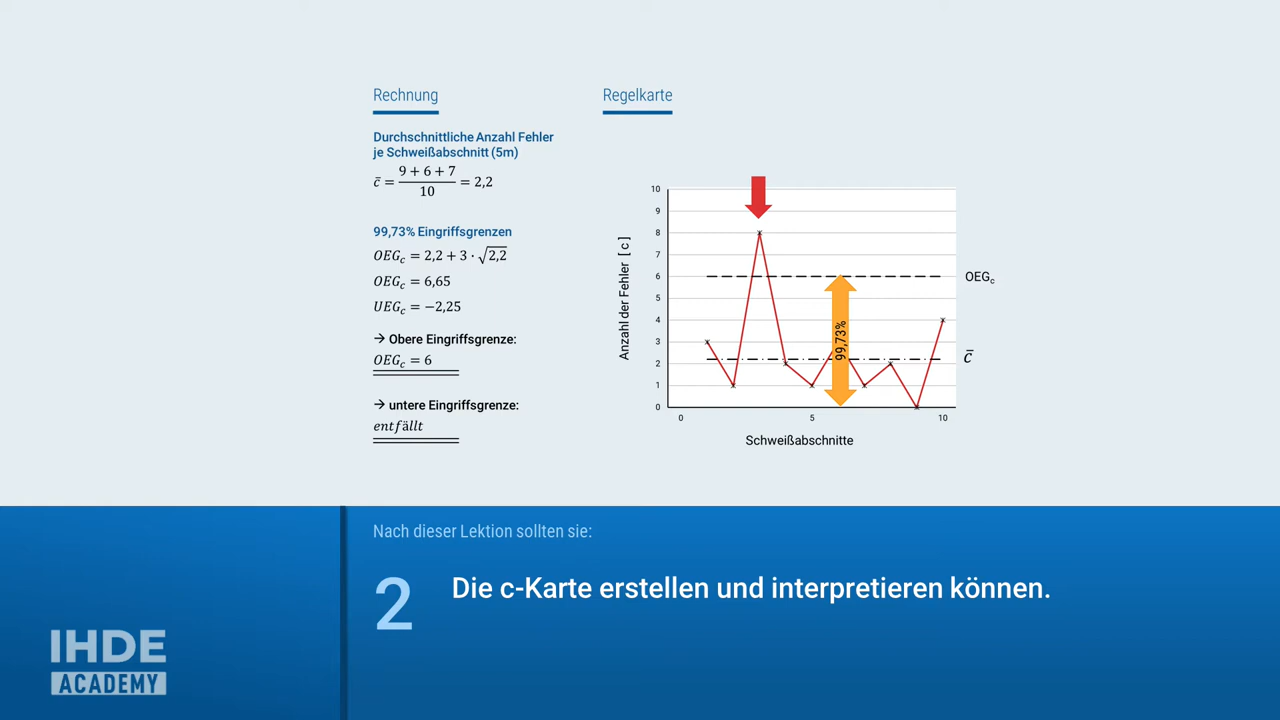 Rechnung
Regelkarte
Durchschnittliche Anzahl Fehler
je Schweißabschnitt (5m)
c̄ = (9 + 6 + 7)/10 = 2,2
99,73% Eingriffsgrenzen
OEG_c = 2,2 + 3 · √2,2
OEG_c = 6,65
UEG_c = −2,25
→ Obere Eingriffsgrenze:
OEG_c = 6
→ untere Eingriffsgrenze:
entfällt
Anzahl der Fehler [ c ]
10
9
8
7
6
5
4
3
2
1
0
0
5
10
Schweißabschnitte
99,73%
OEG_c
c̄
Nach dieser Lektion sollten sie:
2
Die c-Karte erstellen und interpretieren können.
IHDE
ACADEMY